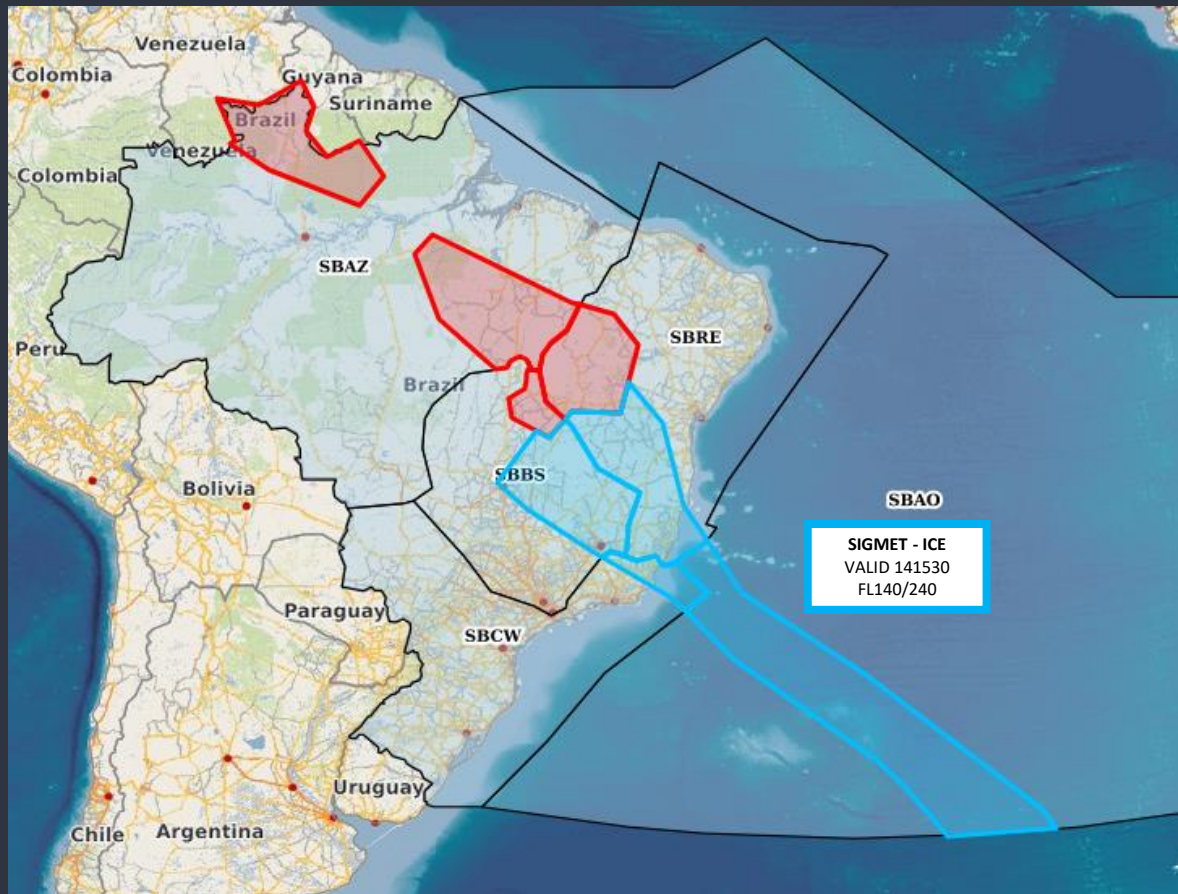 Venezuela
Colombia
Guyana
Suriname
Brazil
Venezuela
Colombia
SBAZ
SBRE
Peru
Brazil
SBBS
Bolivia
SBAO
SIGMET - ICE
VALID 141530
FL140/240
Paraguay
SBCW
Uruguay
Chile
Argentina